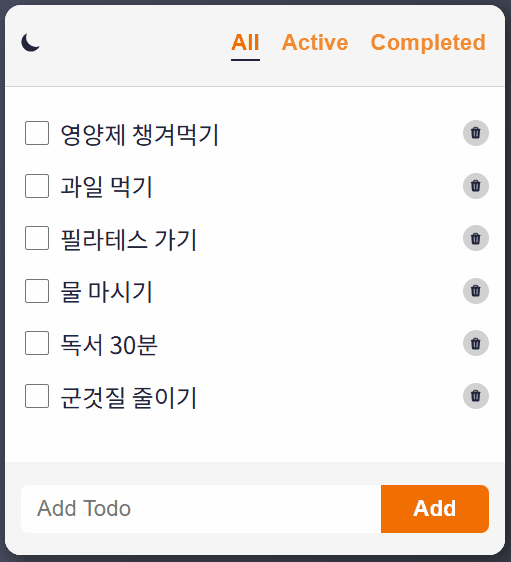 All Active Completed
영양제 챙겨먹기
과일 먹기
필라테스 가기
물 마시기
독서 30분
군것질 줄이기
Add Todo Add